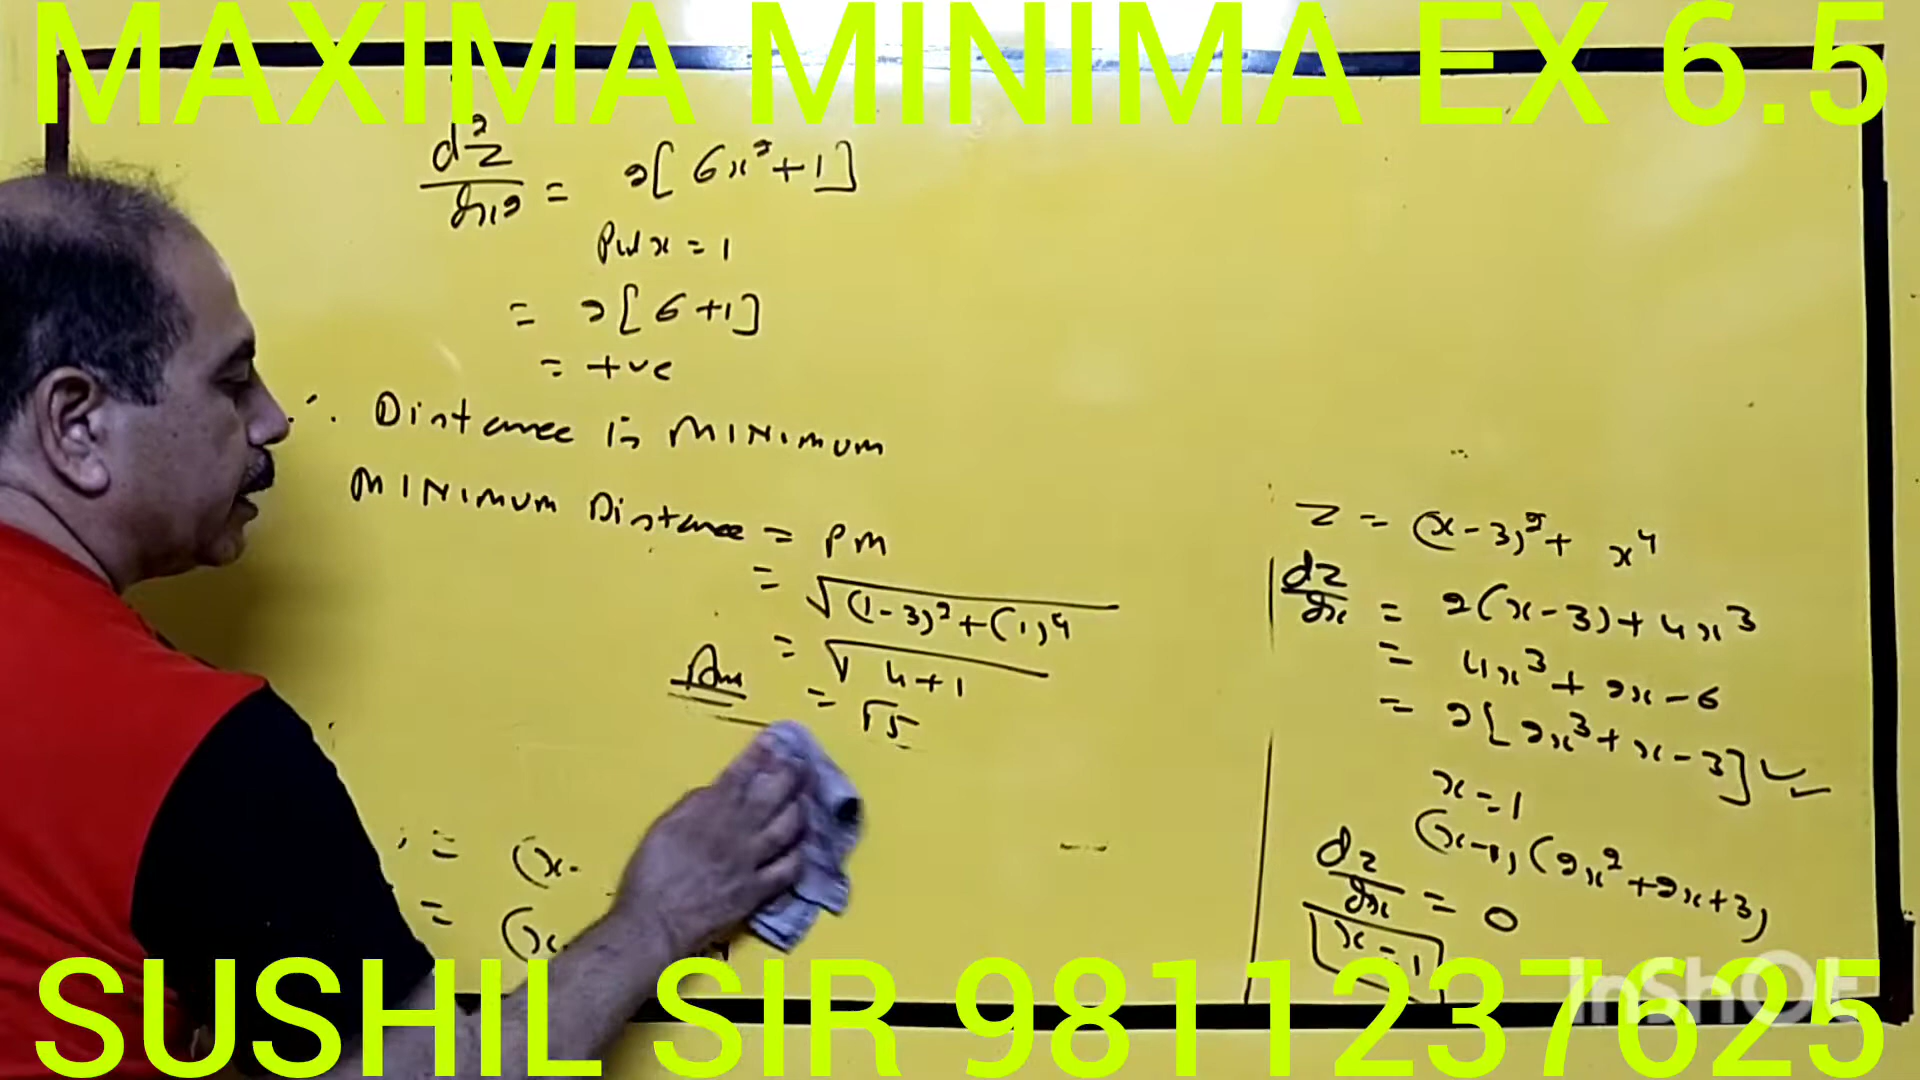 MAXIMA MINIMA EX 6.5
d²z/dx² = 2[6x²+1]
Put x = 1
= 2[6+1]
= +ve
∴ Distance is MINIMUM
MINIMUM Distance = PM
= √(1-3)²+(1)⁴
= √4+1
Ans = √5
= (x-
= (x-
z = (x-3)²+ x⁴
dz/dx = 2(x-3)+4x³
= 4x³+2x-6
= 2[2x³+x-3]
x=1
(x-1)(2x²+2x+3)
dz/dx = 0
x=1
InShOt
SUSHIL SIR 9811237625